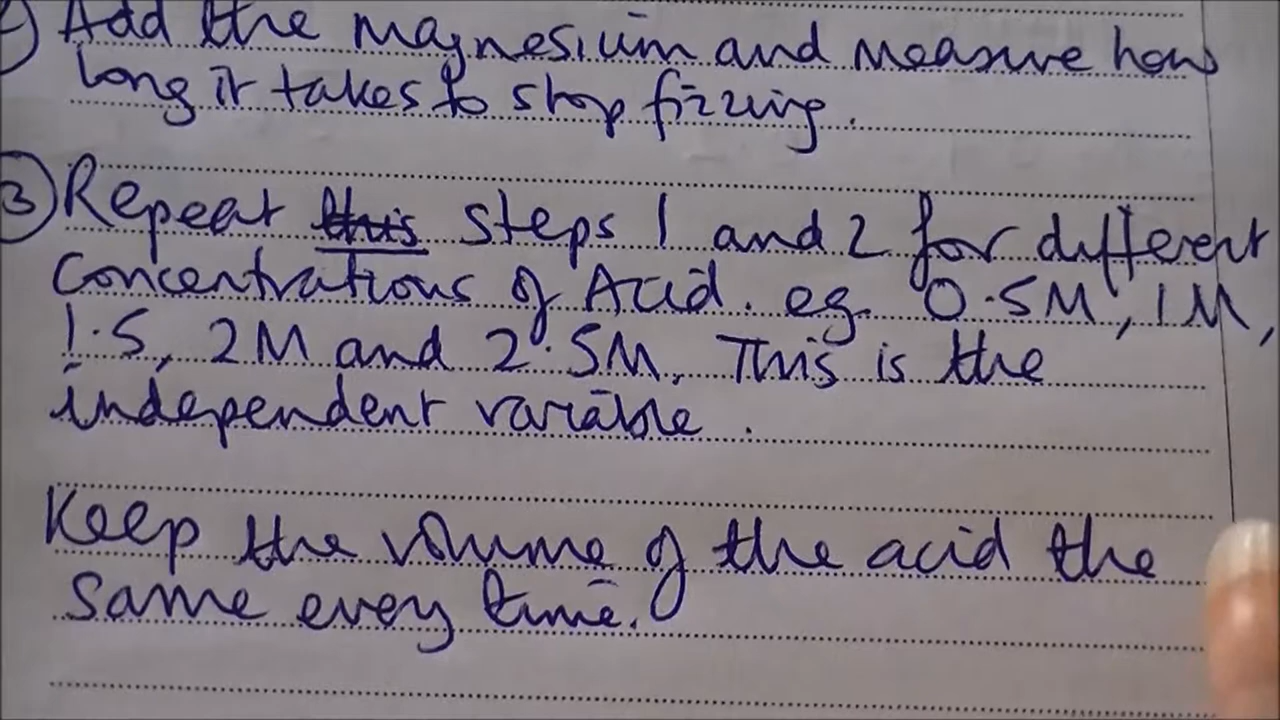 2) Add the magnesium and measure how
long it takes to stop fizzing.
3) Repeat this steps 1 and 2 for different
concentrations of Acid. eg. 0.5M, 1M,
1.5, 2M and 2.5M. This is the
independent variable.
Keep the volume of the acid the
same every time.